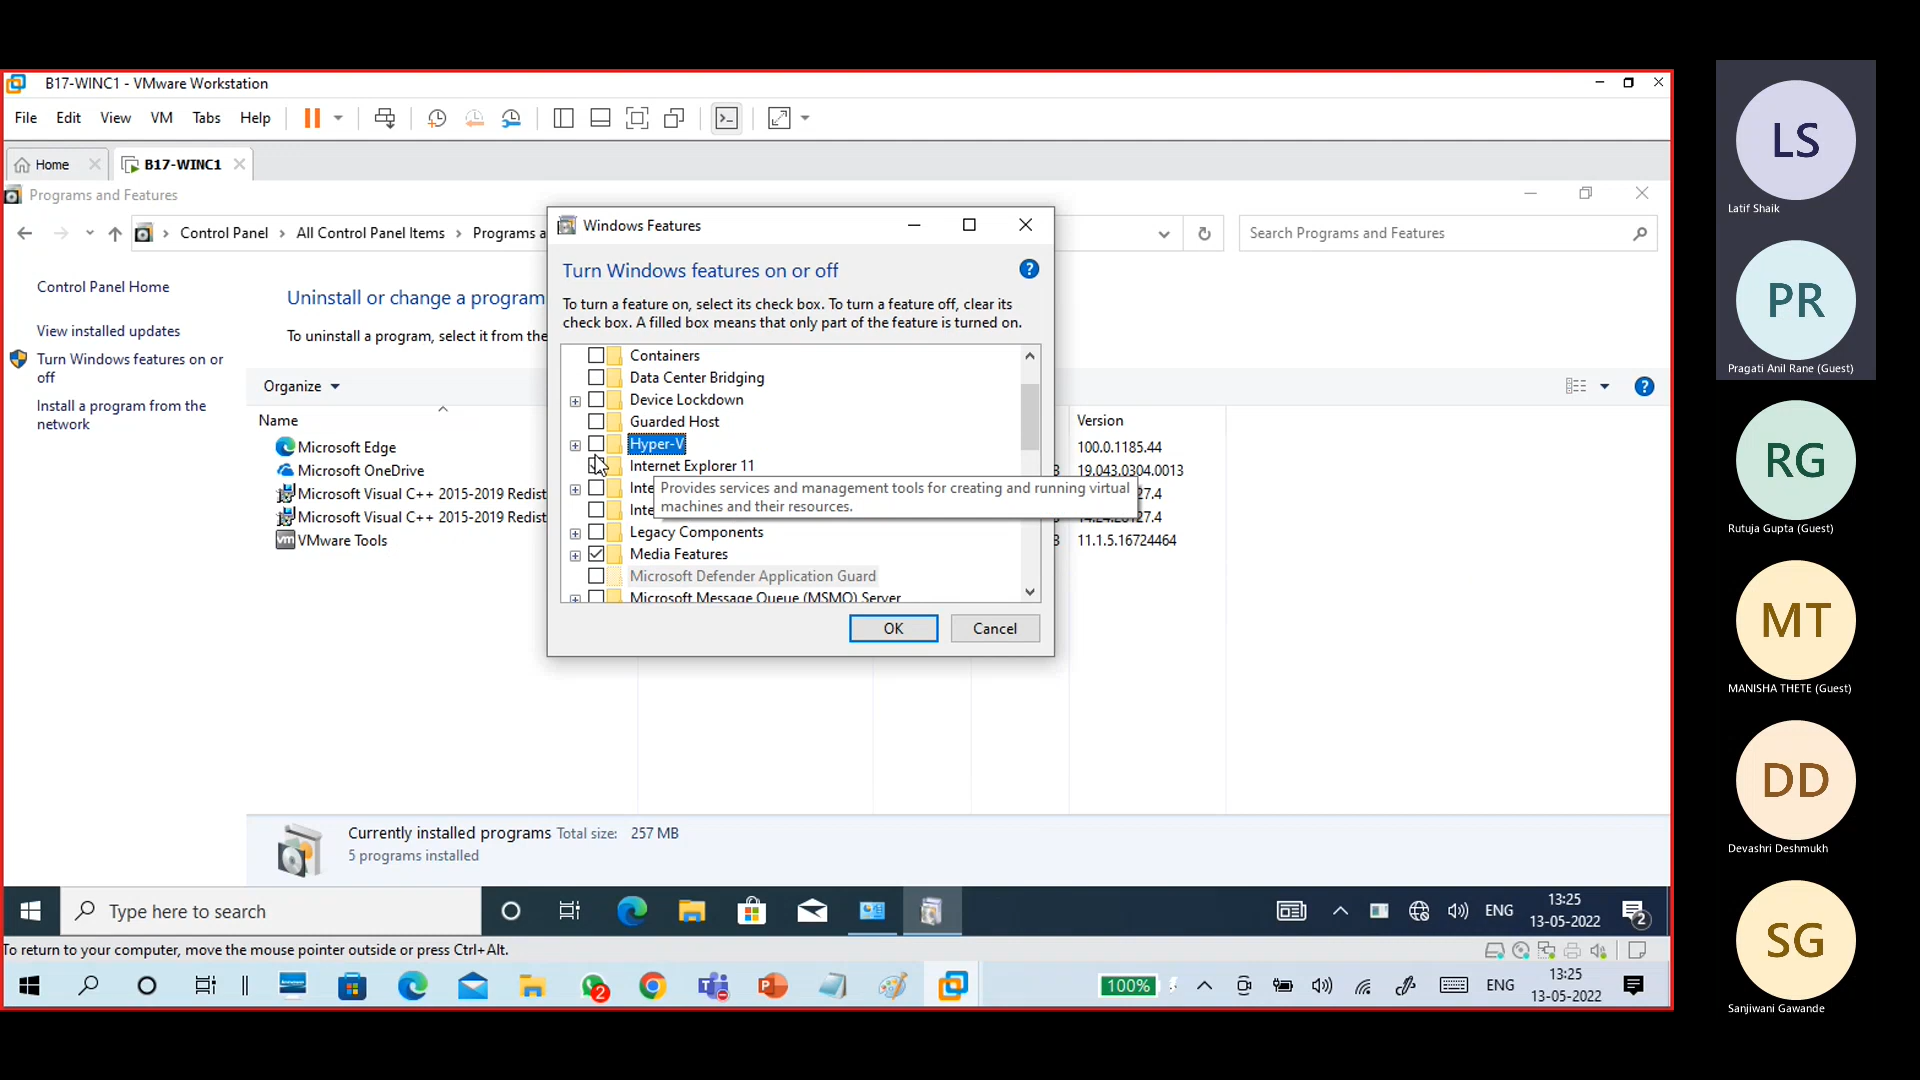 B17-WINC1 - VMware Workstation
File Edit View VM Tabs Help
Home B17-WINC1
Programs and Features
Control Panel All Control Panel Items Programs a
Search Programs and Features
Control Panel Home
View installed updates
Turn Windows features on or
off
Install a program from the
network
Uninstall or change a program
To uninstall a program, select it from the
Organize
Name
Version
Microsoft Edge
100.0.1185.44
Microsoft OneDrive
19.043.0304.0013
Microsoft Visual C++ 2015-2019 Redist
Microsoft Visual C++ 2015-2019 Redist
VMware Tools
11.1.5.16724464
Windows Features
Turn Windows features on or off
To turn a feature on, select its check box. To turn a feature off, clear its
check box. A filled box means that only part of the feature is turned on.
Containers
Data Center Bridging
Device Lockdown
Guarded Host
Hyper-V
Internet Explorer 11
Inte
Provides services and management tools for creating and running virtual
machines and their resources.
Inte
Legacy Components
Media Features
Microsoft Defender Application Guard
Microsoft Message Queue (MSMQ) Server
OK Cancel
Currently installed programs Total size: 257 MB
5 programs installed
Type here to search
ENG
13:25
13-05-2022
2
To return to your computer, move the mouse pointer outside or press Ctrl+Alt.
2
100%
ENG
13:25
13-05-2022
LS
Latif Shaik
PR
Pragati Anil Rane (Guest)
RG
Rutuja Gupta (Guest)
MT
MANISHA THETE (Guest)
DD
Devashri Deshmukh
SG
Sanjiwani Gawande